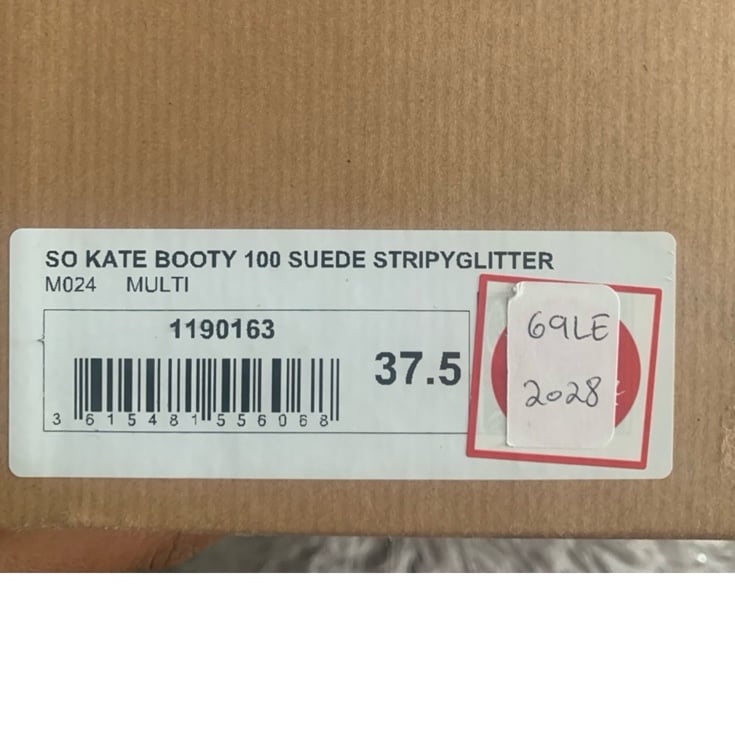 SO KATE BOOTY 100 SUEDE STRIPYGLITTER
M024 MULTI
1190163
37.5
3 615481 556068
69LE
2028